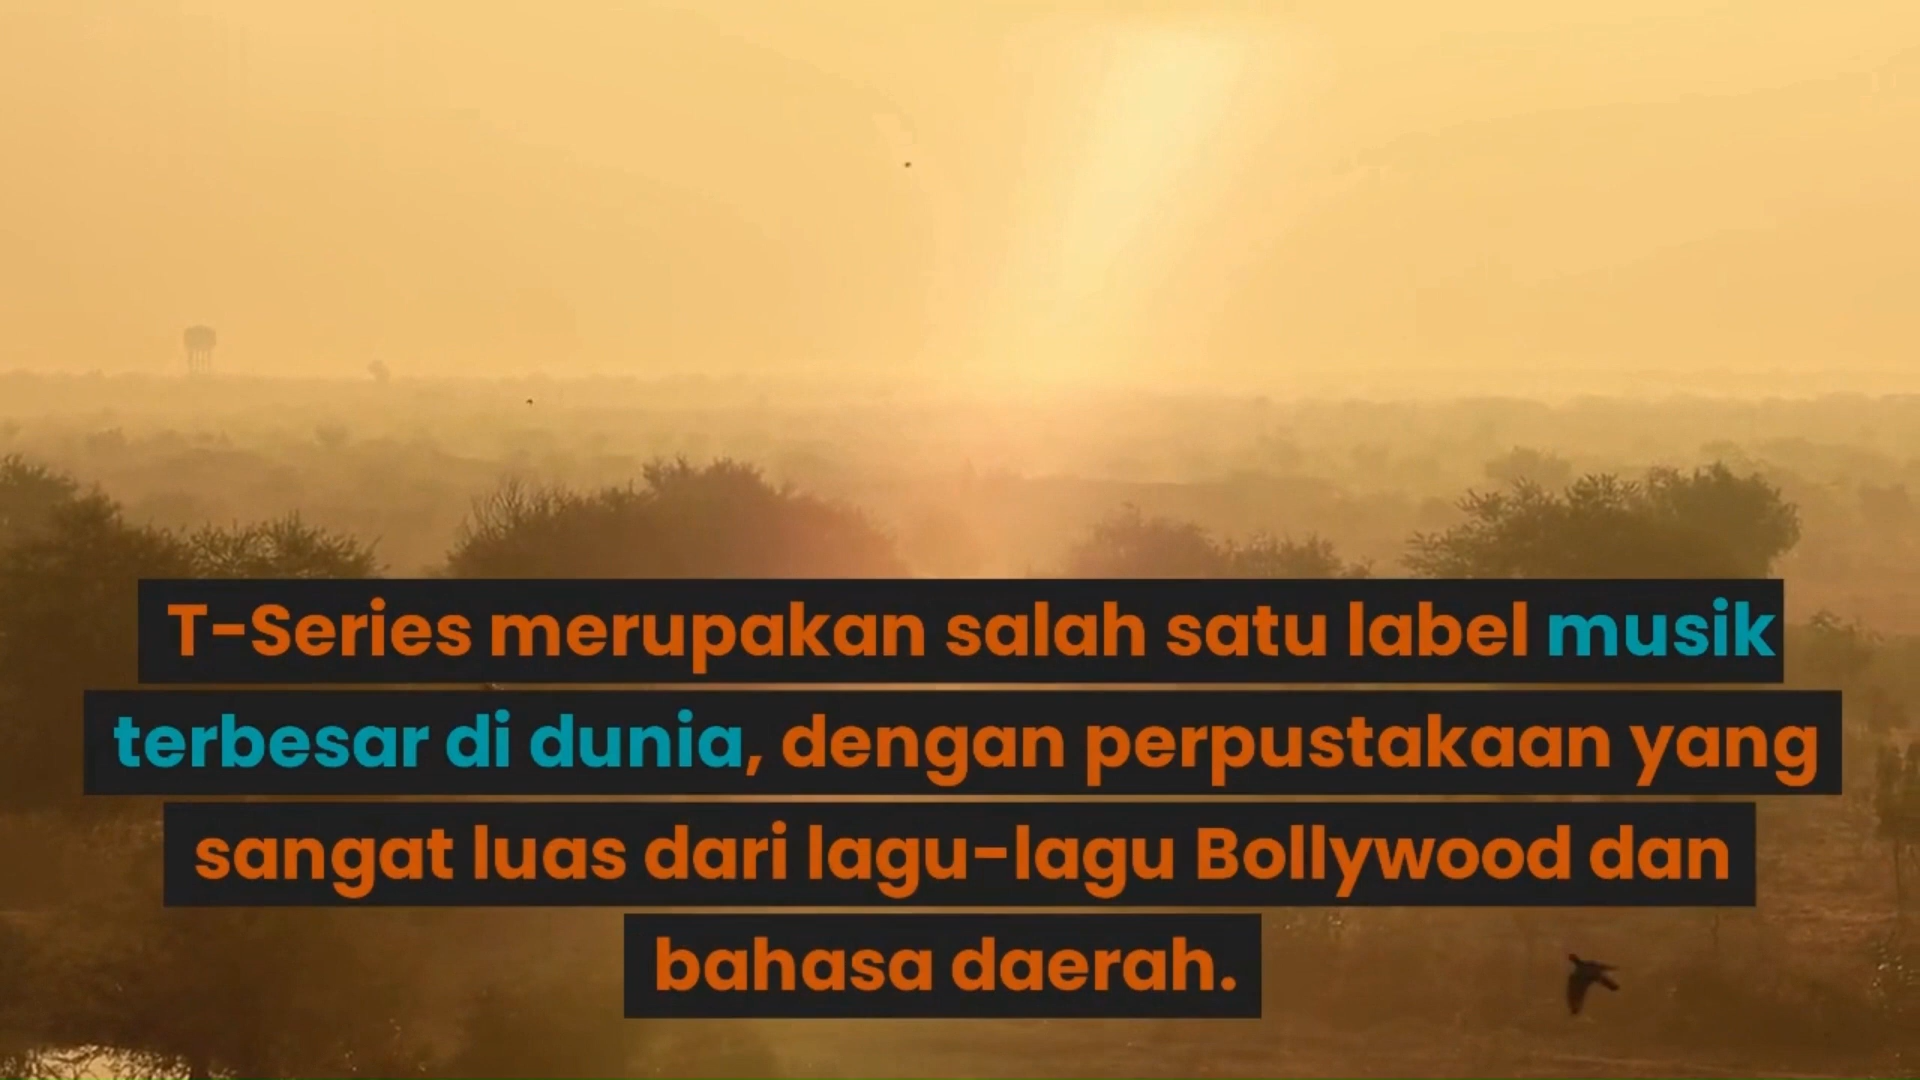 T-Series merupakan salah satu label musik
terbesar di dunia, dengan perpustakaan yang
sangat luas dari lagu-lagu Bollywood dan
bahasa daerah.